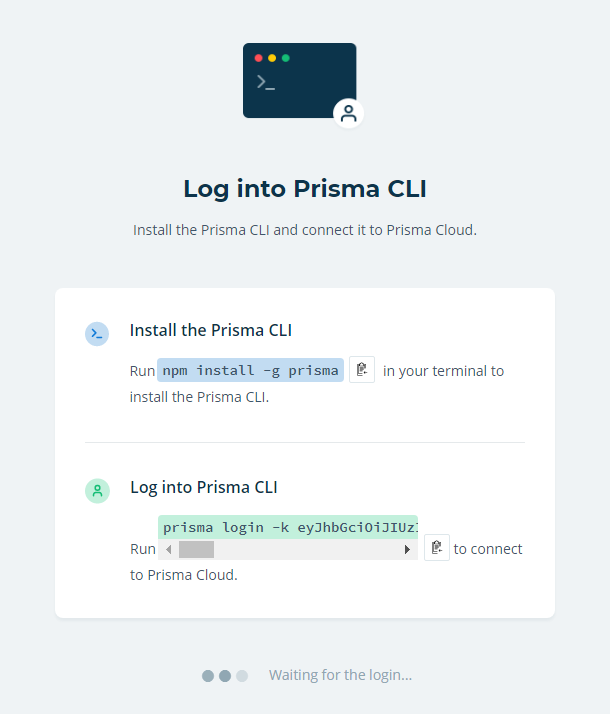 Log into Prisma CLI
Install the Prisma CLI and connect it to Prisma Cloud.
Install the Prisma CLI
Run npm install -g prisma in your terminal to
install the Prisma CLI.
Log into Prisma CLI
prisma login -k eyJhbGciOiJIUzI
Run to connect
to Prisma Cloud.
Waiting for the login...